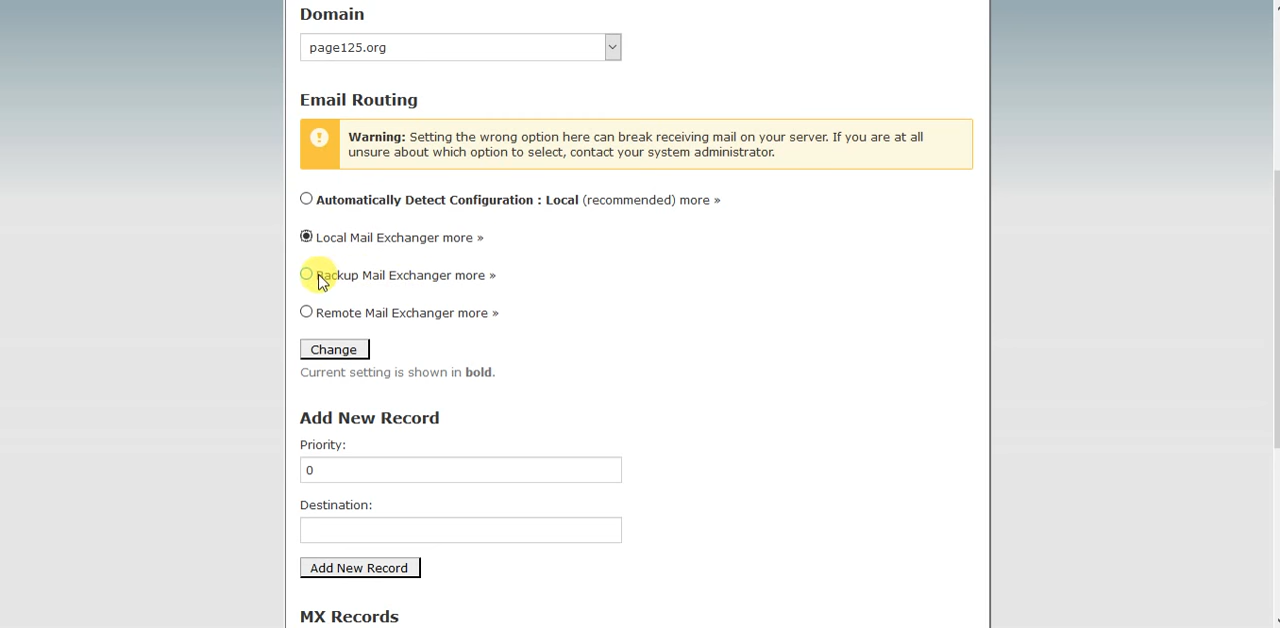 Domain
page125.org
Email Routing
Warning: Setting the wrong option here can break receiving mail on your server. If you are at all
unsure about which option to select, contact your system administrator.
Automatically Detect Configuration : Local (recommended) more »
Local Mail Exchanger more »
Backup Mail Exchanger more »
Remote Mail Exchanger more »
Change
Current setting is shown in bold.
Add New Record
Priority:
0
Destination:
Add New Record
MX Records